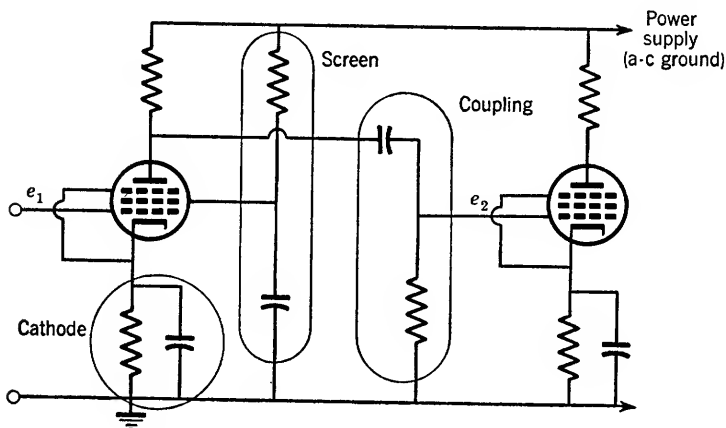 Power
supply
(a-c ground)
Screen
Coupling
e₁
e₂
Cathode